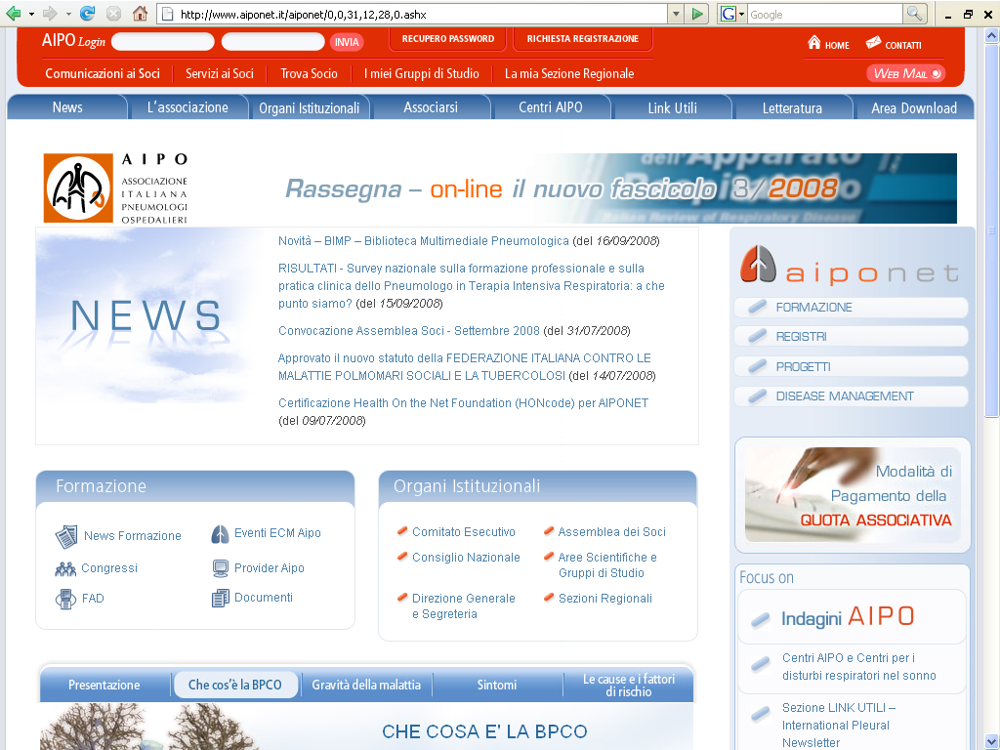 http://www.aiponet.it/aiponet/0,0,31,12,28,0.ashx
Google
AIPO Login
INVIA
RECUPERO PASSWORD
RICHIESTA REGISTRAZIONE
HOME
CONTATTI
Comunicazioni ai Soci
Servizi ai Soci
Trova Socio
I miei Gruppi di Studio
La mia Sezione Regionale
WEB MAIL
News
L'associazione
Organi Istituzionali
Associarsi
Centri AIPO
Link Utili
Letteratura
Area Download
AIPO
ASSOCIAZIONE
ITALIANA
PNEUMOLOGI
OSPEDALIERI
dell'Apparato
Respiratorio
Italian Review of Respiratory Disease
Rassegna – on-line il nuovo fascicolo 3/2008
NEWS
Novità – BIMP – Biblioteca Multimediale Pneumologica (del 16/09/2008)
RISULTATI - Survey nazionale sulla formazione professionale e sulla
pratica clinica dello Pneumologo in Terapia Intensiva Respiratoria: a che
punto siamo? (del 15/09/2008)
Convocazione Assemblea Soci - Settembre 2008 (del 31/07/2008)
Approvato il nuovo statuto della FEDERAZIONE ITALIANA CONTRO LE
MALATTIE POLMOMARI SOCIALI E LA TUBERCOLOSI (del 14/07/2008)
Certificazione Health On the Net Foundation (HONcode) per AIPONET
(del 09/07/2008)
aiponet
FORMAZIONE
REGISTRI
PROGETTI
DISEASE MANAGEMENT
Modalità di
Pagamento della
QUOTA ASSOCIATIVA
Formazione
News Formazione
Eventi ECM Aipo
Congressi
Provider Aipo
FAD
Documenti
Organi Istituzionali
Comitato Esecutivo
Assemblea dei Soci
Consiglio Nazionale
Aree Scientifiche e
Gruppi di Studio
Direzione Generale
e Segreteria
Sezioni Regionali
Focus on
Indagini AIPO
Centri AIPO e Centri per i
disturbi respiratori nel sonno
Sezione LINK UTILI –
International Pleural
Newsletter
Presentazione
Che cos'è la BPCO
Gravità della malattia
Sintomi
Le cause e i fattori
di rischio
CHE COSA E' LA BPCO